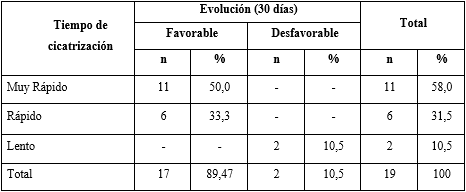 Tiempo de cicatrización Evolución (30 días) Total
Favorable Desfavorable
n % n % n %
Muy Rápido 11 50,0 - - 11 58,0
Rápido 6 33,3 - - 6 31,5
Lento - - 2 10,5 2 10,5
Total 17 89,47 2 10,5 19 100